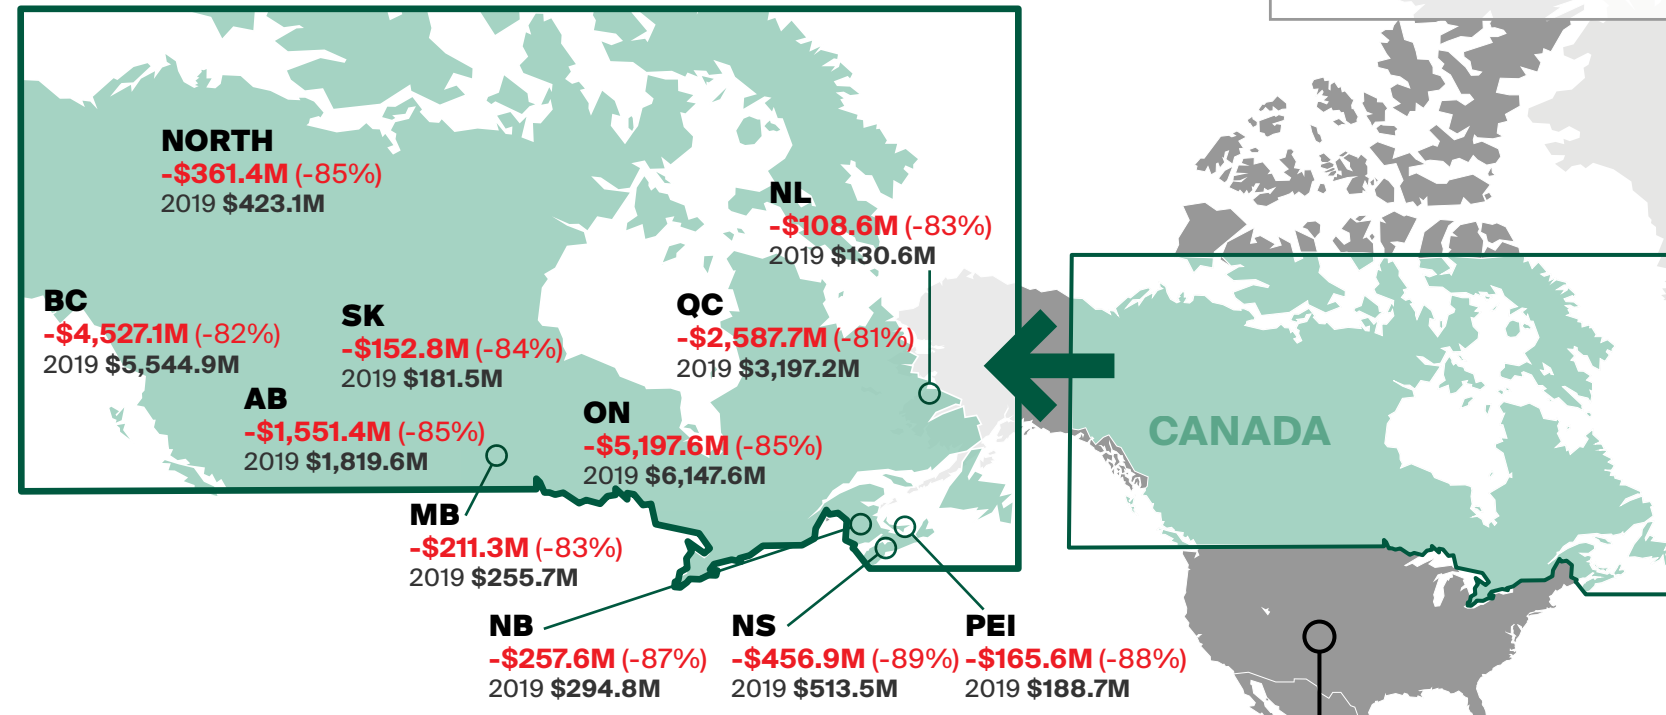 NORTH
-$361.4M (-85%)
2019 $423.1M
NL
-$108.6M (-83%)
2019 $130.6M
BC
-$4,527.1M (-82%)
2019 $5,544.9M
SK
-$152.8M (-84%)
2019 $181.5M
QC
-$2,587.7M (-81%)
2019 $3,197.2M
AB
-$1,551.4M (-85%)
2019 $1,819.6M
ON
-$5,197.6M (-85%)
2019 $6,147.6M
CANADA
MB
-$211.3M (-83%)
2019 $255.7M
NB
-$257.6M (-87%)
2019 $294.8M
NS
-$456.9M (-89%)
2019 $513.5M
PEI
-$165.6M (-88%)
2019 $188.7M